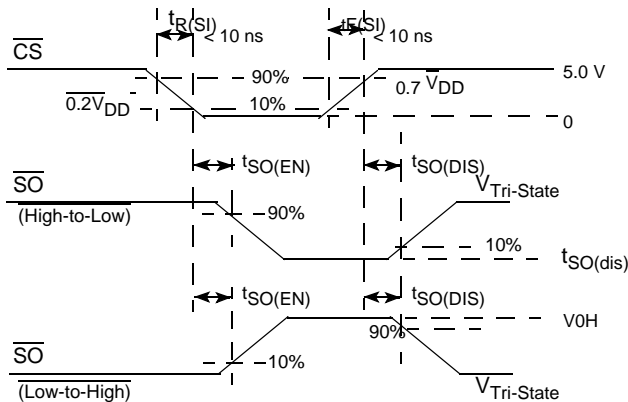 tR(SI) tF(SI)
< 10 ns < 10 ns
CS 90% 0.7 VDD 5.0 V
0.2VDD 10% 0
tSO(EN) tSO(DIS)
SO VTri-State
(High-to-Low) 90%
10%
tSO(dis)
tSO(EN) tSO(DIS)
V0H
90%
SO 10%
(Low-to-High) VTri-State